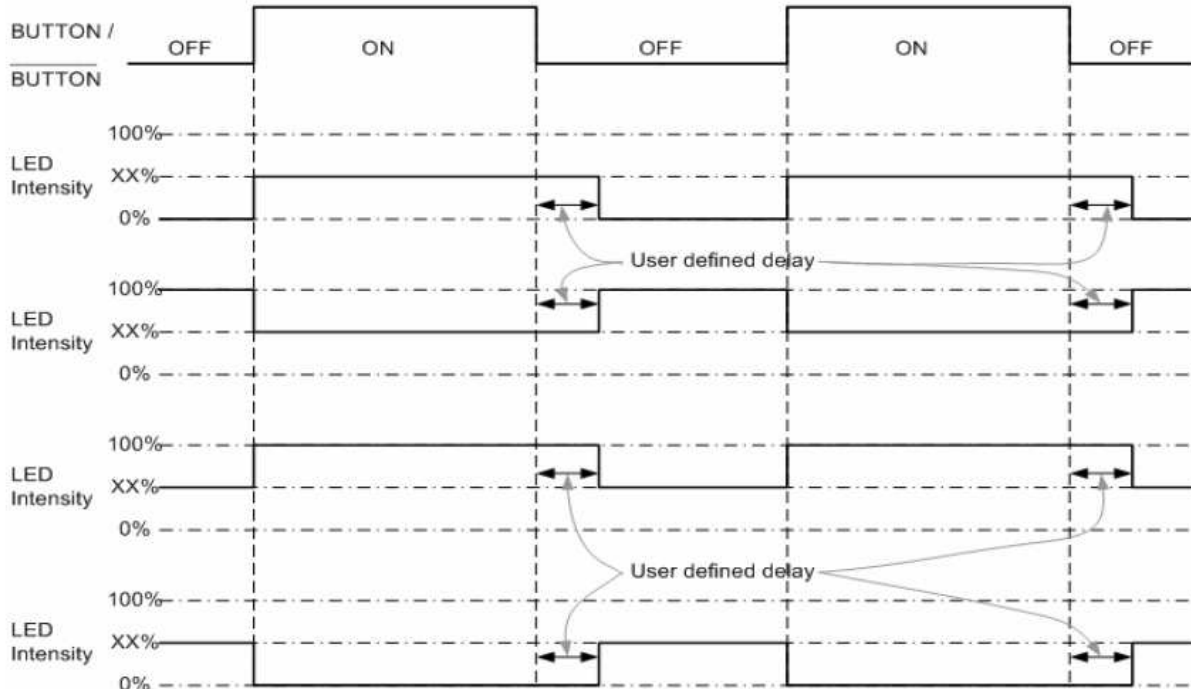 BUTTON /
BUTTON
OFF
ON
OFF
ON
OFF
100%
LED
Intensity
XX%
0%
User defined delay
100%
LED
Intensity
XX%
0%
100%
LED
Intensity
XX%
0%
User defined delay
100%
LED
Intensity
XX%
0%